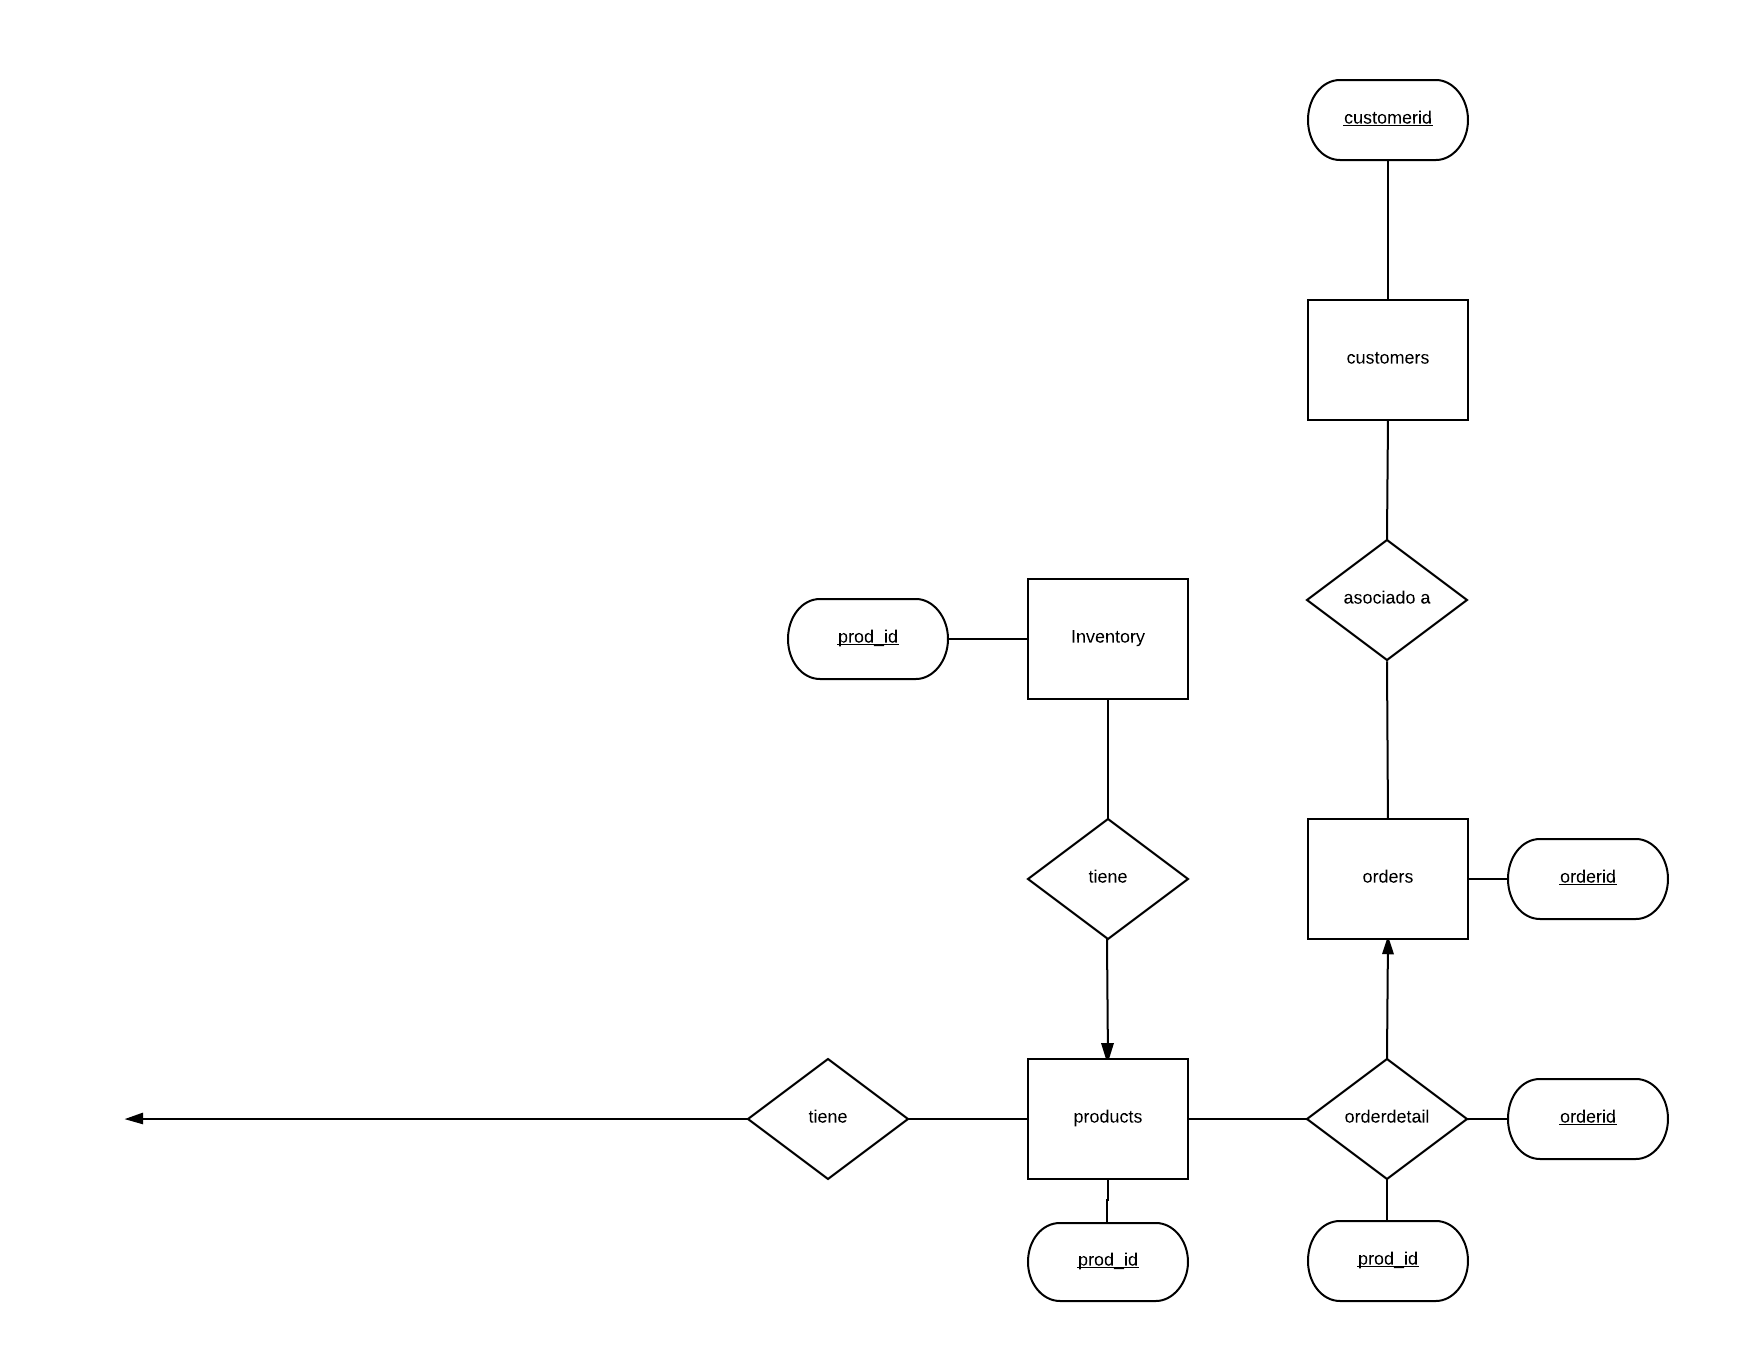 customerid
customers
asociado a
prod_id
Inventory
tiene
orders
orderid
tiene
products
orderdetail
orderid
prod_id
prod_id